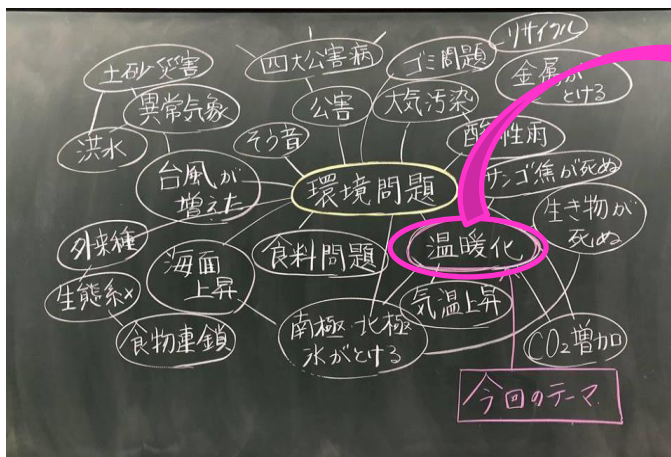 リサイクル
四大公害病
ゴミ問題
土砂災害
金属が
とける
異常気象
公害
大気汚染
洪水
そう音
酸性雨
台風が
増えた
環境問題
サンゴ焦が死ぬ
生き物が
死ぬ
外来種
海面
上昇
食料問題
温暖化
生態系×
気温上昇
食物連鎖
南極・北極
氷がとける
CO2増加
今回のテーマ